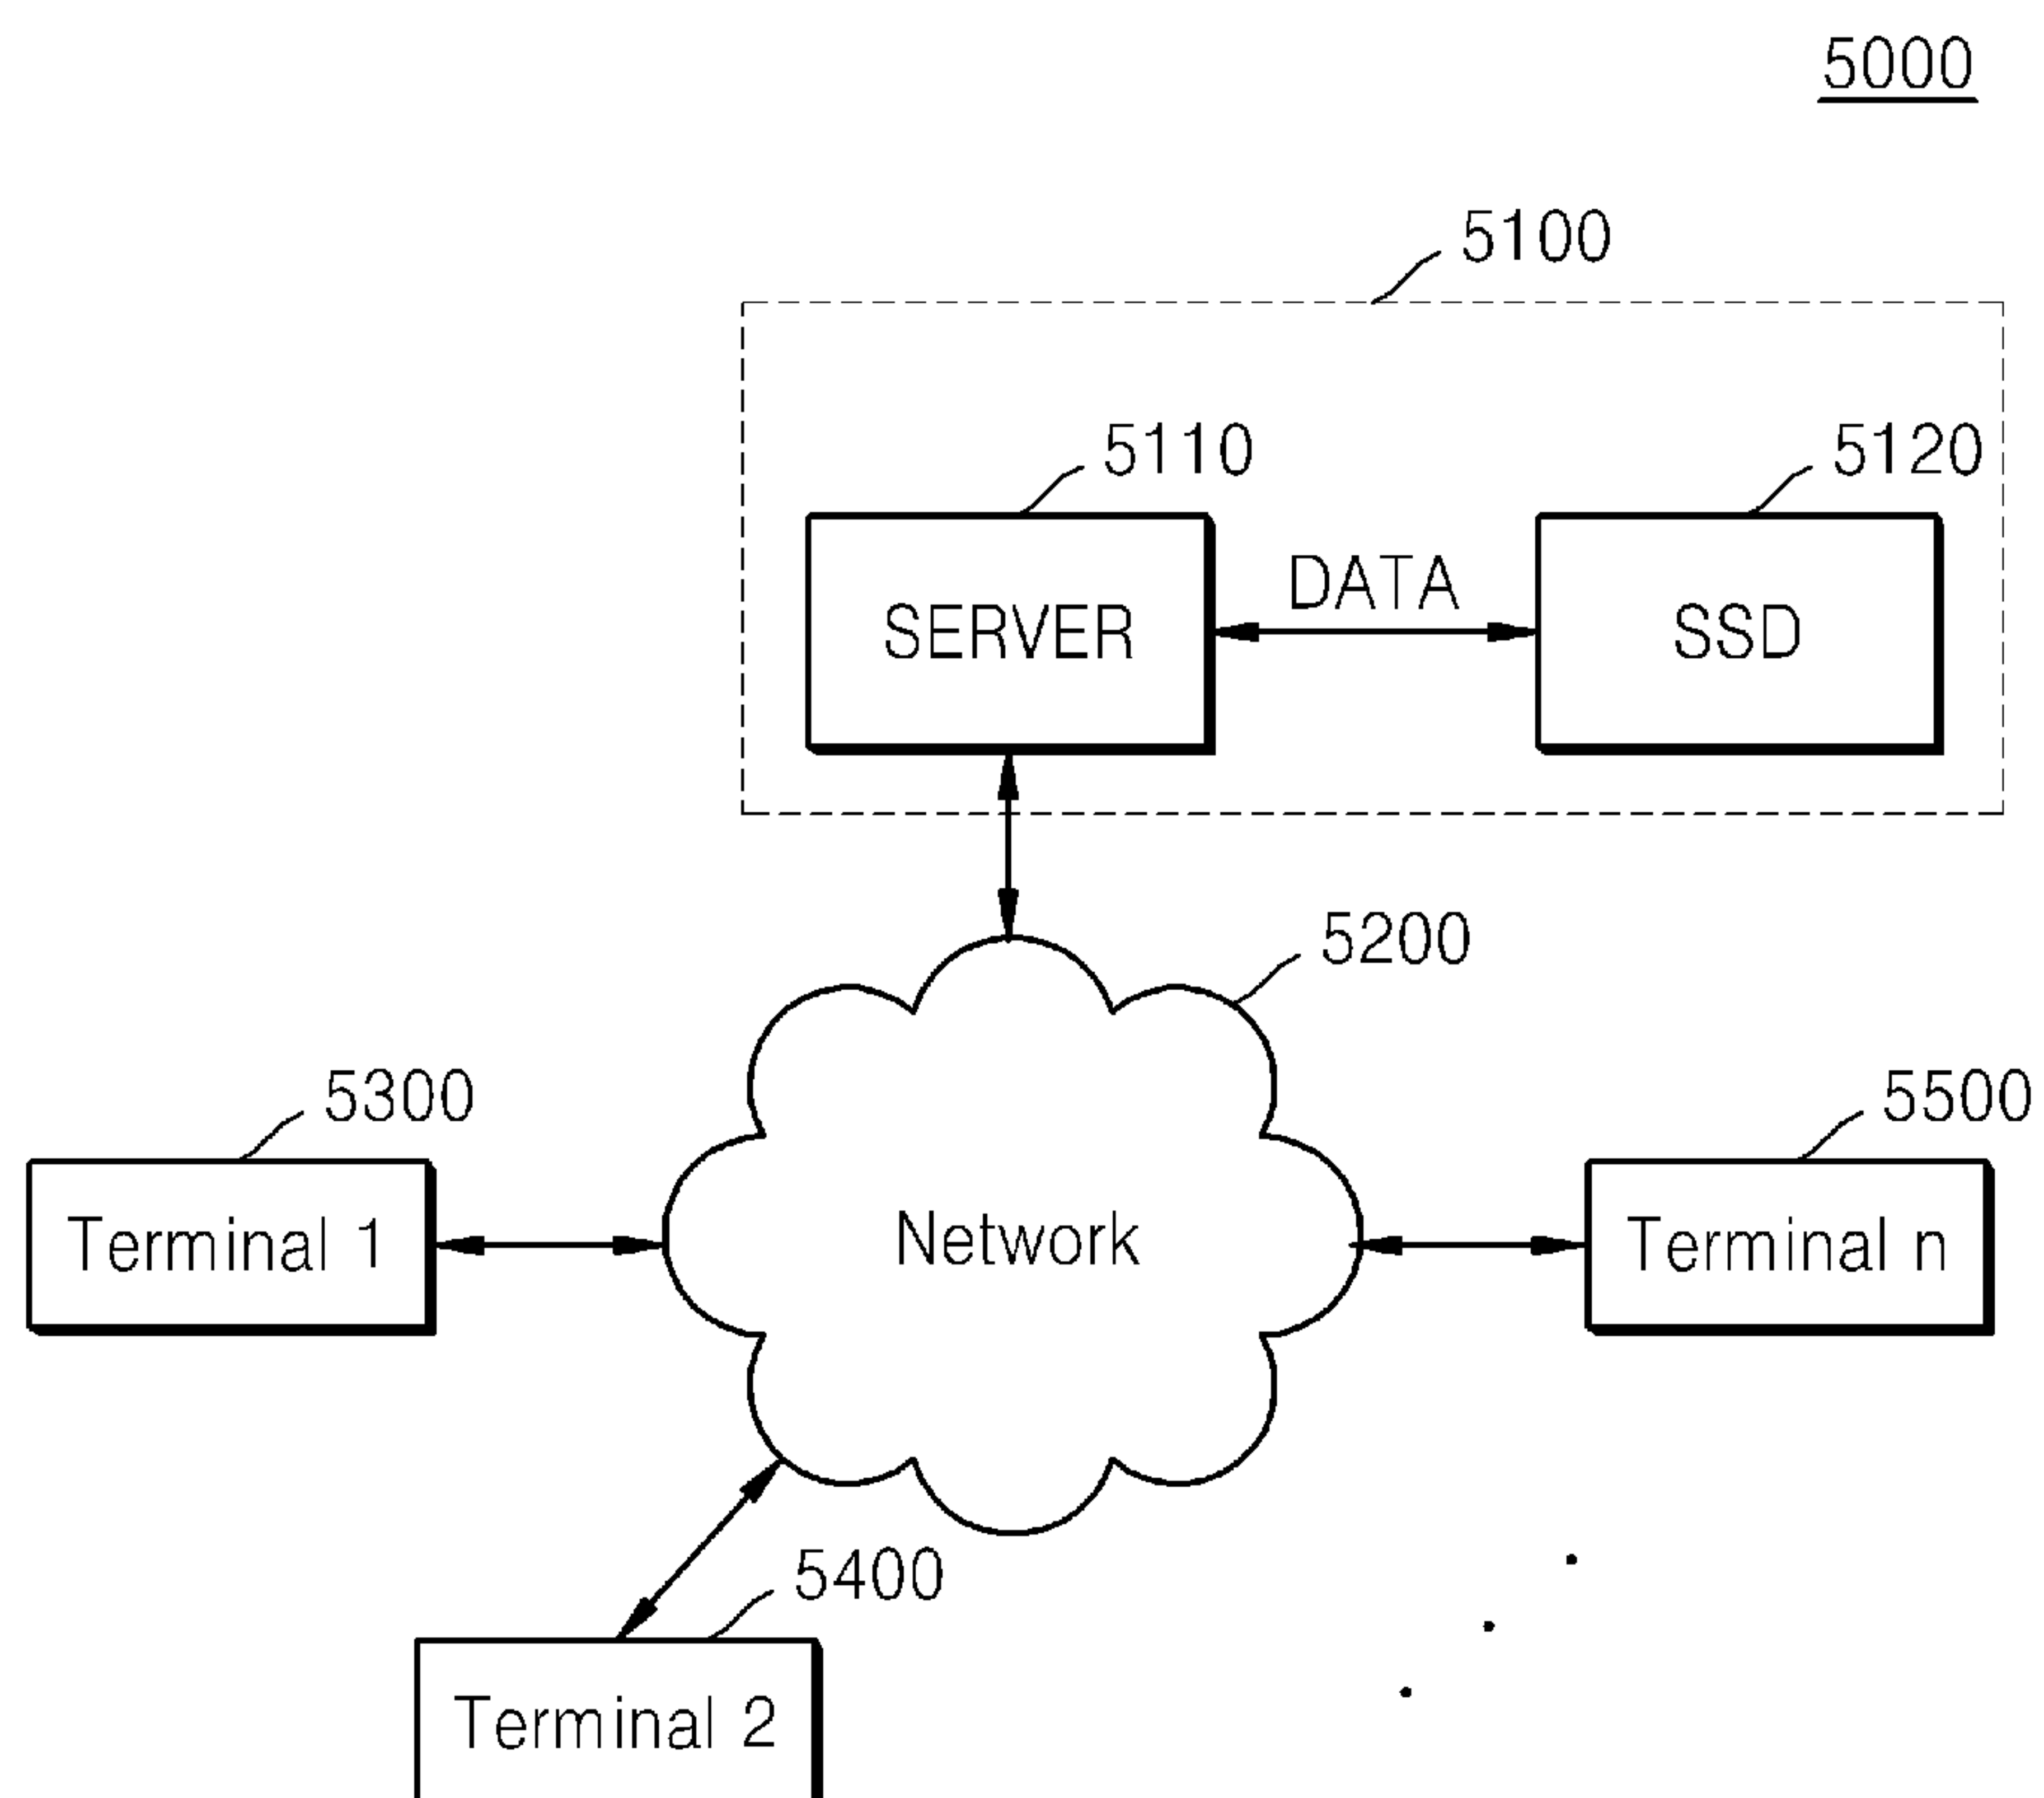 5000
5100
5110
5120
DATA
SERVER
SSD
5200
5300
5500
Terminal 1
Network
Terminal n
5400
Terminal 2